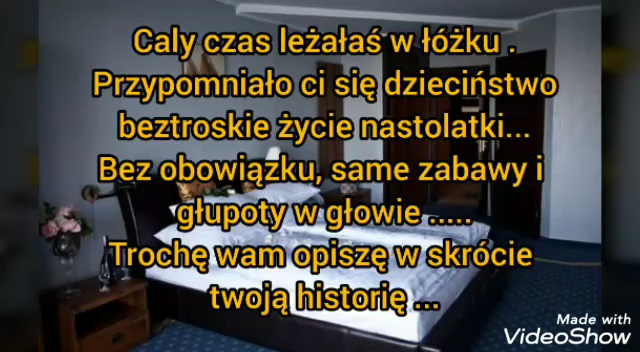 Caly czas leżałaś w łóżku .
Przypomniało ci się dzieciństwo
beztroskie życie nastolatki...
Bez obowiązku, same zabawy i
głupoty w głowie .....
Trochę wam opiszę w skrócie
twoją historię ...
Made with
VideoShow